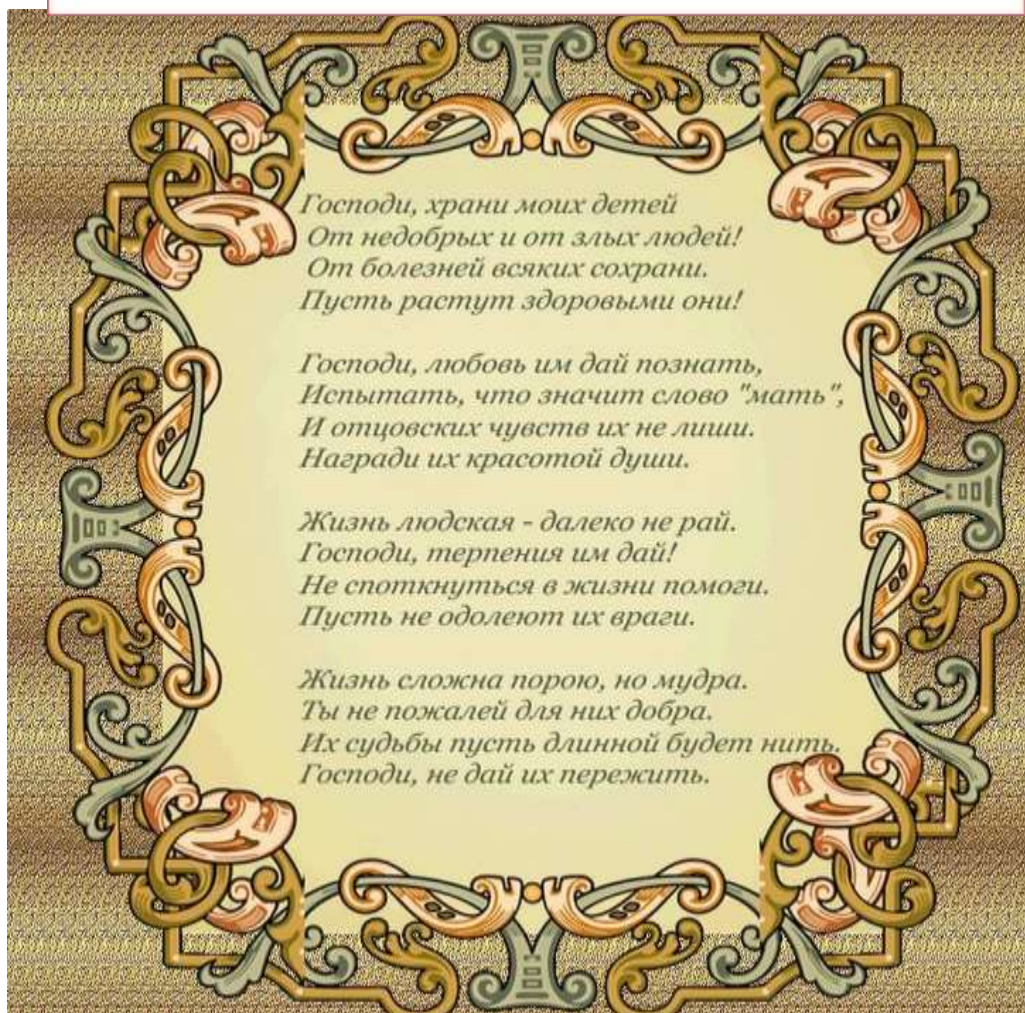 Господи, храни моих детей
От недобрых и от злых людей!
От болезней всяких сохрани.
Пусть растут здоровыми они!

Господи, любовь им дай познать,
Испытать, что значит слово "мать",
И отцовских чувств их не лиши.
Награди их красотой души.

Жизнь людская - далеко не рай.
Господи, терпения им дай!
Не споткнуться в жизни помоги.
Пусть не одолеют их враги.

Жизнь сложна порою, но мудра.
Ты не пожалей для них добра.
Их судьбы пусть длинной будет нить.
Господи, не дай их пережить.